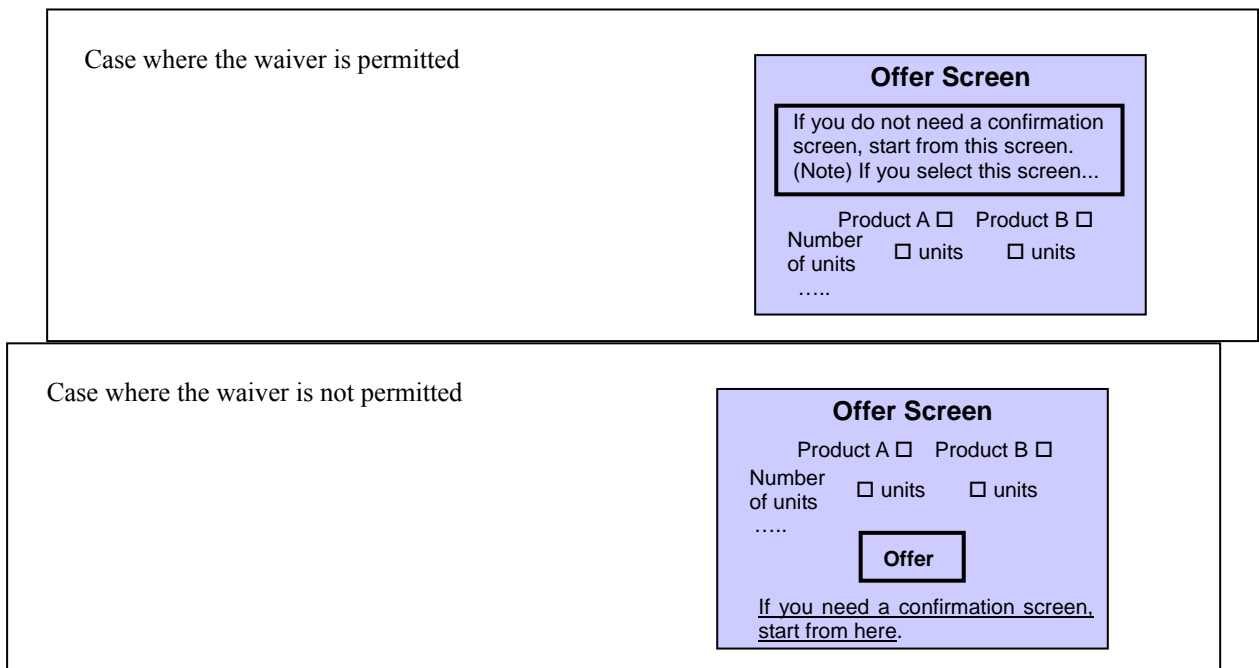 Case where the waiver is permitted
Offer Screen
If you do not need a confirmation
screen, start from this screen.
(Note) If you select this screen...
Product A □ Product B □
Number
of units □ units □ units
…..
Case where the waiver is not permitted
Offer Screen
Product A □ Product B □
Number
of units □ units □ units
…..
Offer
If you need a confirmation screen,
start from here.